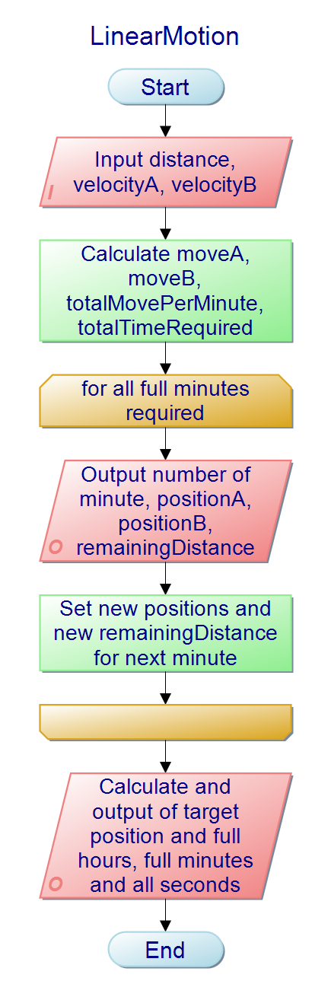 LinearMotion
Start
Input distance,
velocityA, velocityB
I
Calculate moveA,
moveB,
totalMovePerMinute,
totalTimeRequired
for all full minutes
required
Output number of
minute, positionA,
positionB,
remainingDistance
O
Set new positions and
new remainingDistance
for next minute
Calculate and
output of target
position and full
hours, full minutes
and all seconds
O
End